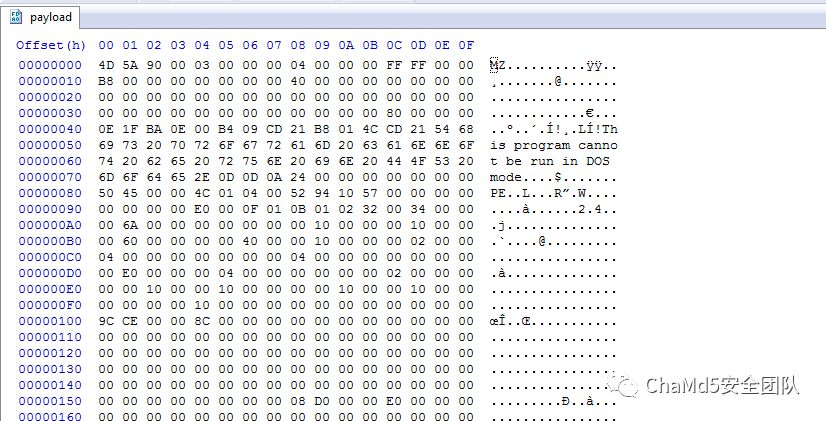 payload
Offset(h) 00 01 02 03 04 05 06 07 08 09 0A 0B 0C 0D 0E 0F
00000000 4D 5A 90 00 03 00 00 00 04 00 00 00 FF FF 00 00 MZ..........ÿÿ..
00000010 B8 00 00 00 00 00 00 00 40 00 00 00 00 00 00 00 ¸.......@.......
00000020 00 00 00 00 00 00 00 00 00 00 00 00 00 00 00 00 ................
00000030 00 00 00 00 00 00 00 00 00 00 00 00 80 00 00 00 ............€...
00000040 0E 1F BA 0E 00 B4 09 CD 21 B8 01 4C CD 21 54 68 ..º..´.Í!¸.LÍ!Th
00000050 69 73 20 70 72 6F 67 72 61 6D 20 63 61 6E 6E 6F is program canno
00000060 74 20 62 65 20 72 75 6E 20 69 6E 20 44 4F 53 20 t be run in DOS
00000070 6D 6F 64 65 2E 0D 0D 0A 24 00 00 00 00 00 00 00 mode....$.......
00000080 50 45 00 00 4C 01 04 00 52 94 10 57 00 00 00 00 PE..L...R”.W....
00000090 00 00 00 00 E0 00 0F 01 0B 01 02 32 00 34 00 00 ....à......2.4..
000000A0 00 6A 00 00 00 00 00 00 00 10 00 00 00 10 00 00 .j..............
000000B0 00 60 00 00 00 00 40 00 00 10 00 00 00 02 00 00 .`....@.........
000000C0 04 00 00 00 00 00 00 00 04 00 00 00 00 00 00 00 ................
000000D0 00 E0 00 00 00 04 00 00 00 00 00 00 02 00 00 00 .à..............
000000E0 00 00 10 00 00 10 00 00 00 00 10 00 00 10 00 00 ................
000000F0 00 00 00 00 10 00 00 00 00 00 00 00 00 00 00 00 ................
00000100 9C CE 00 00 8C 00 00 00 00 00 00 00 00 00 00 00 œÎ..Œ...........
00000110 00 00 00 00 00 00 00 00 00 00 00 00 00 00 00 00 ................
00000120 00 00 00 00 00 00 00 00 00 00 00 00 00 00 00 00 ................
00000130 00 00 00 00 00 00 00 00 00 00 00 00 00 00 00 00 ................
00000140 00 00 00 00 00 00 00 00 00 00 00 00 00 00 00 00 ................
00000150 00 00 00 00 00 00 00 00 08 D0 00 00 E0 00 00 00 .........Ð..à...
00000160 00 00 00 00 00 00 00 00 00 00 00 00 00 00 00 00 ................
ChaMd5安全团队